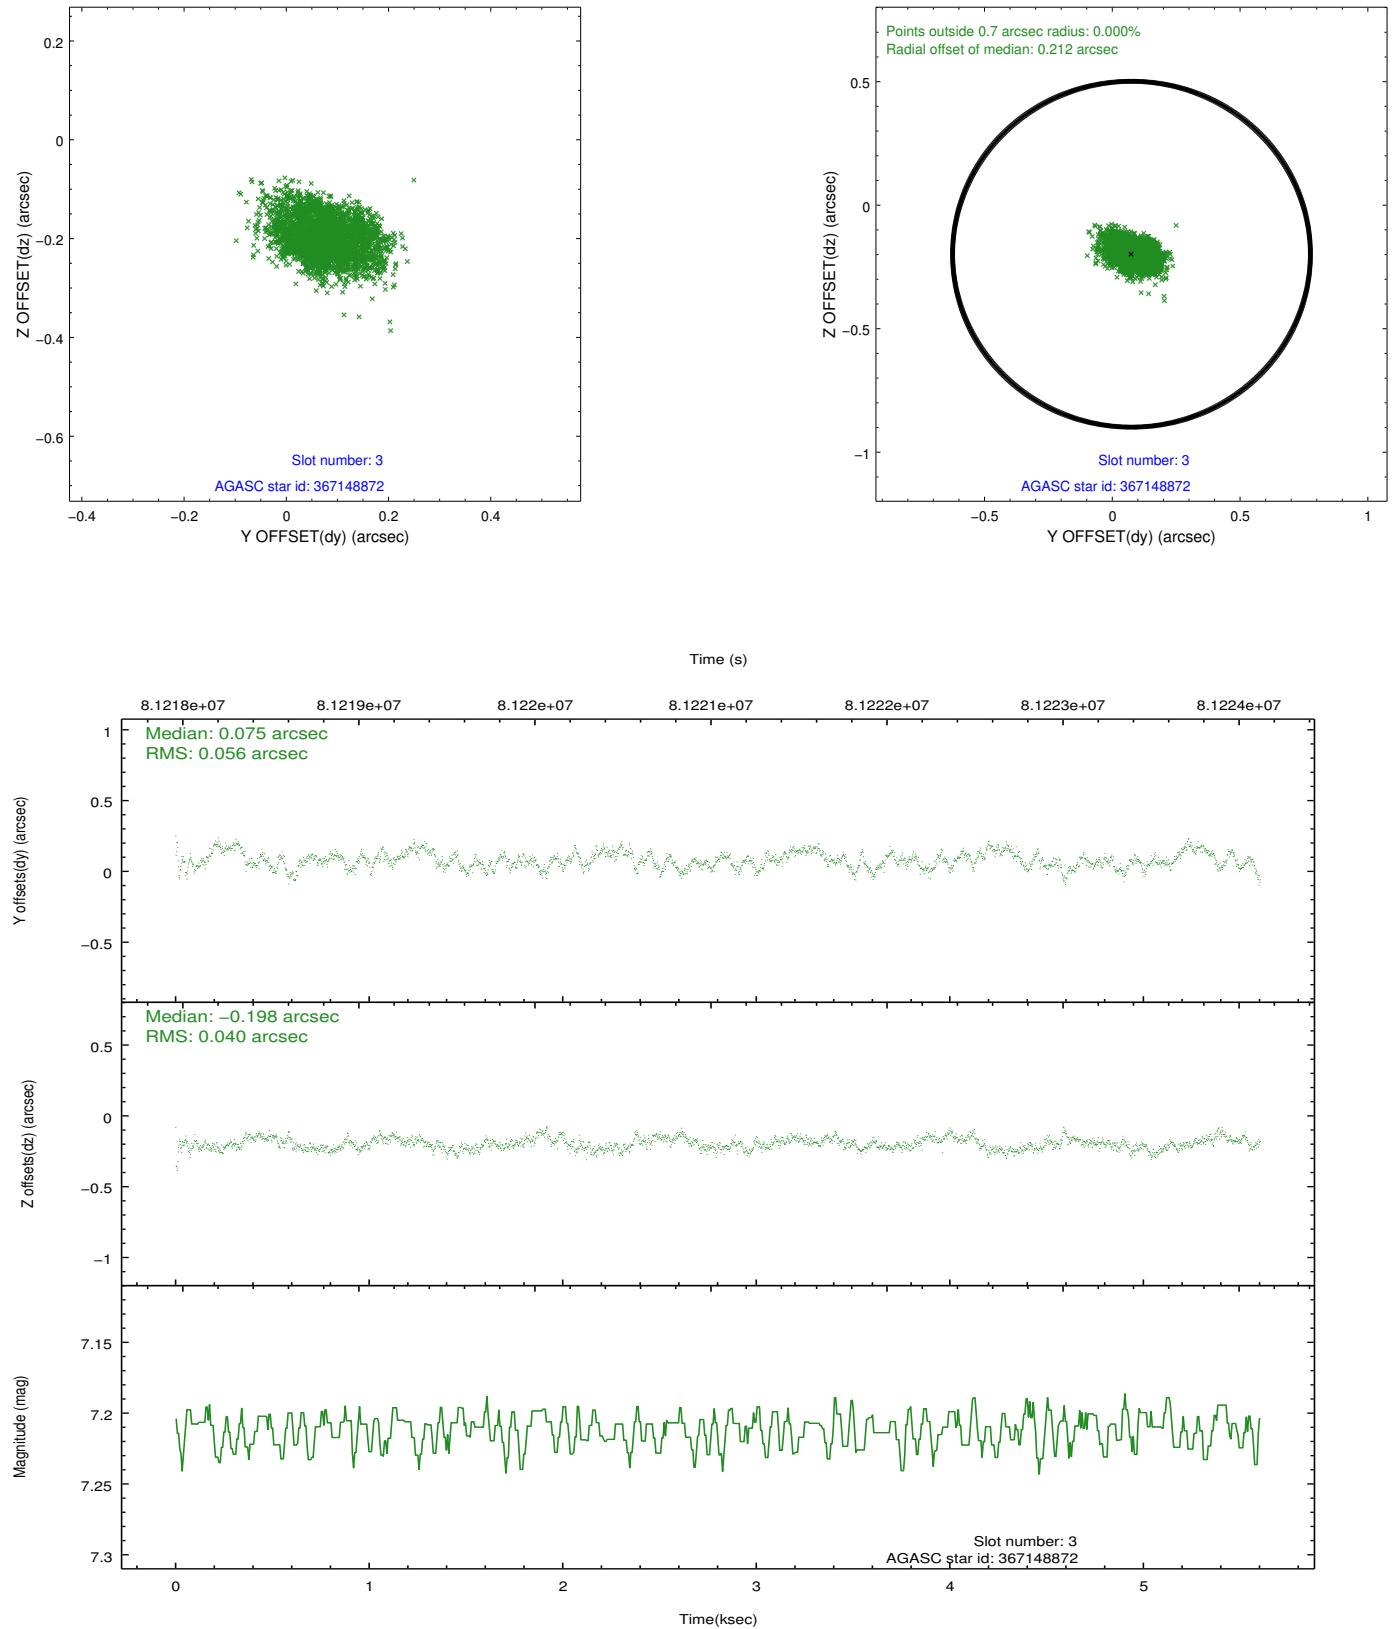 0.2
0
−0.2
−0.4
−0.6
Z OFFSET(dz) (arcsec)
Slot number: 3
AGASC star id: 367148872
−0.4 −0.2 0 0.2 0.4
Y OFFSET(dy) (arcsec)
Points outside 0.7 arcsec radius: 0.000%
Radial offset of median: 0.212 arcsec
0.5
0
−0.5
−1
Z OFFSET(dz) (arcsec)
Slot number: 3
AGASC star id: 367148872
−0.5 0 0.5 1
Y OFFSET(dy) (arcsec)
Time (s)
8.1218e+07 8.1219e+07 8.122e+07 8.1221e+07 8.1222e+07 8.1223e+07 8.1224e+07
Median: 0.075 arcsec
RMS: 0.056 arcsec
1
0.5
0
−0.5
Y offsets(dy) (arcsec)
Median: −0.198 arcsec
RMS: 0.040 arcsec
0.5
0
−0.5
−1
Z offsets(dz) (arcsec)
7.15
7.2
7.25
7.3
Magnitude (mag)
Slot number: 3
AGASC star id: 367148872
0 1 2 3 4 5
Time(ksec)